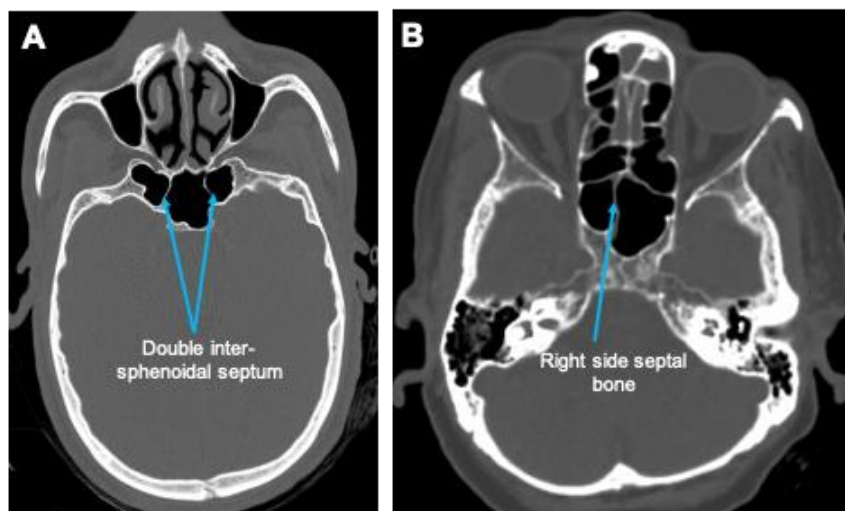 A
Double inter-
sphenoidal septum
B
Right side septal
bone